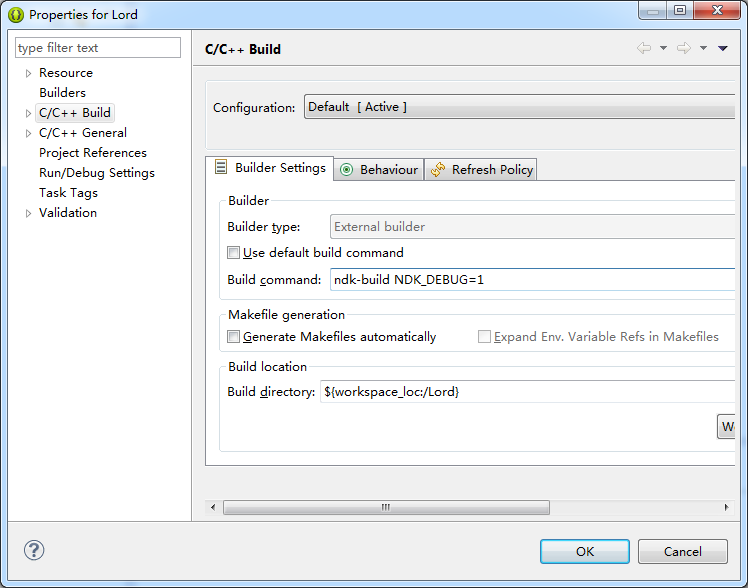 Properties for Lord
type filter text
Resource
Builders
C/C++ Build
C/C++ General
Project References
Run/Debug Settings
Task Tags
Validation
C/C++ Build
Configuration: Default [ Active ]
Builder Settings Behaviour Refresh Policy
Builder
Builder type: External builder
Use default build command
Build command: ndk-build NDK_DEBUG=1
Makefile generation
Generate Makefiles automatically Expand Env. Variable Refs in Makefiles
Build location
Build directory: ${workspace_loc:/Lord}
OK Cancel